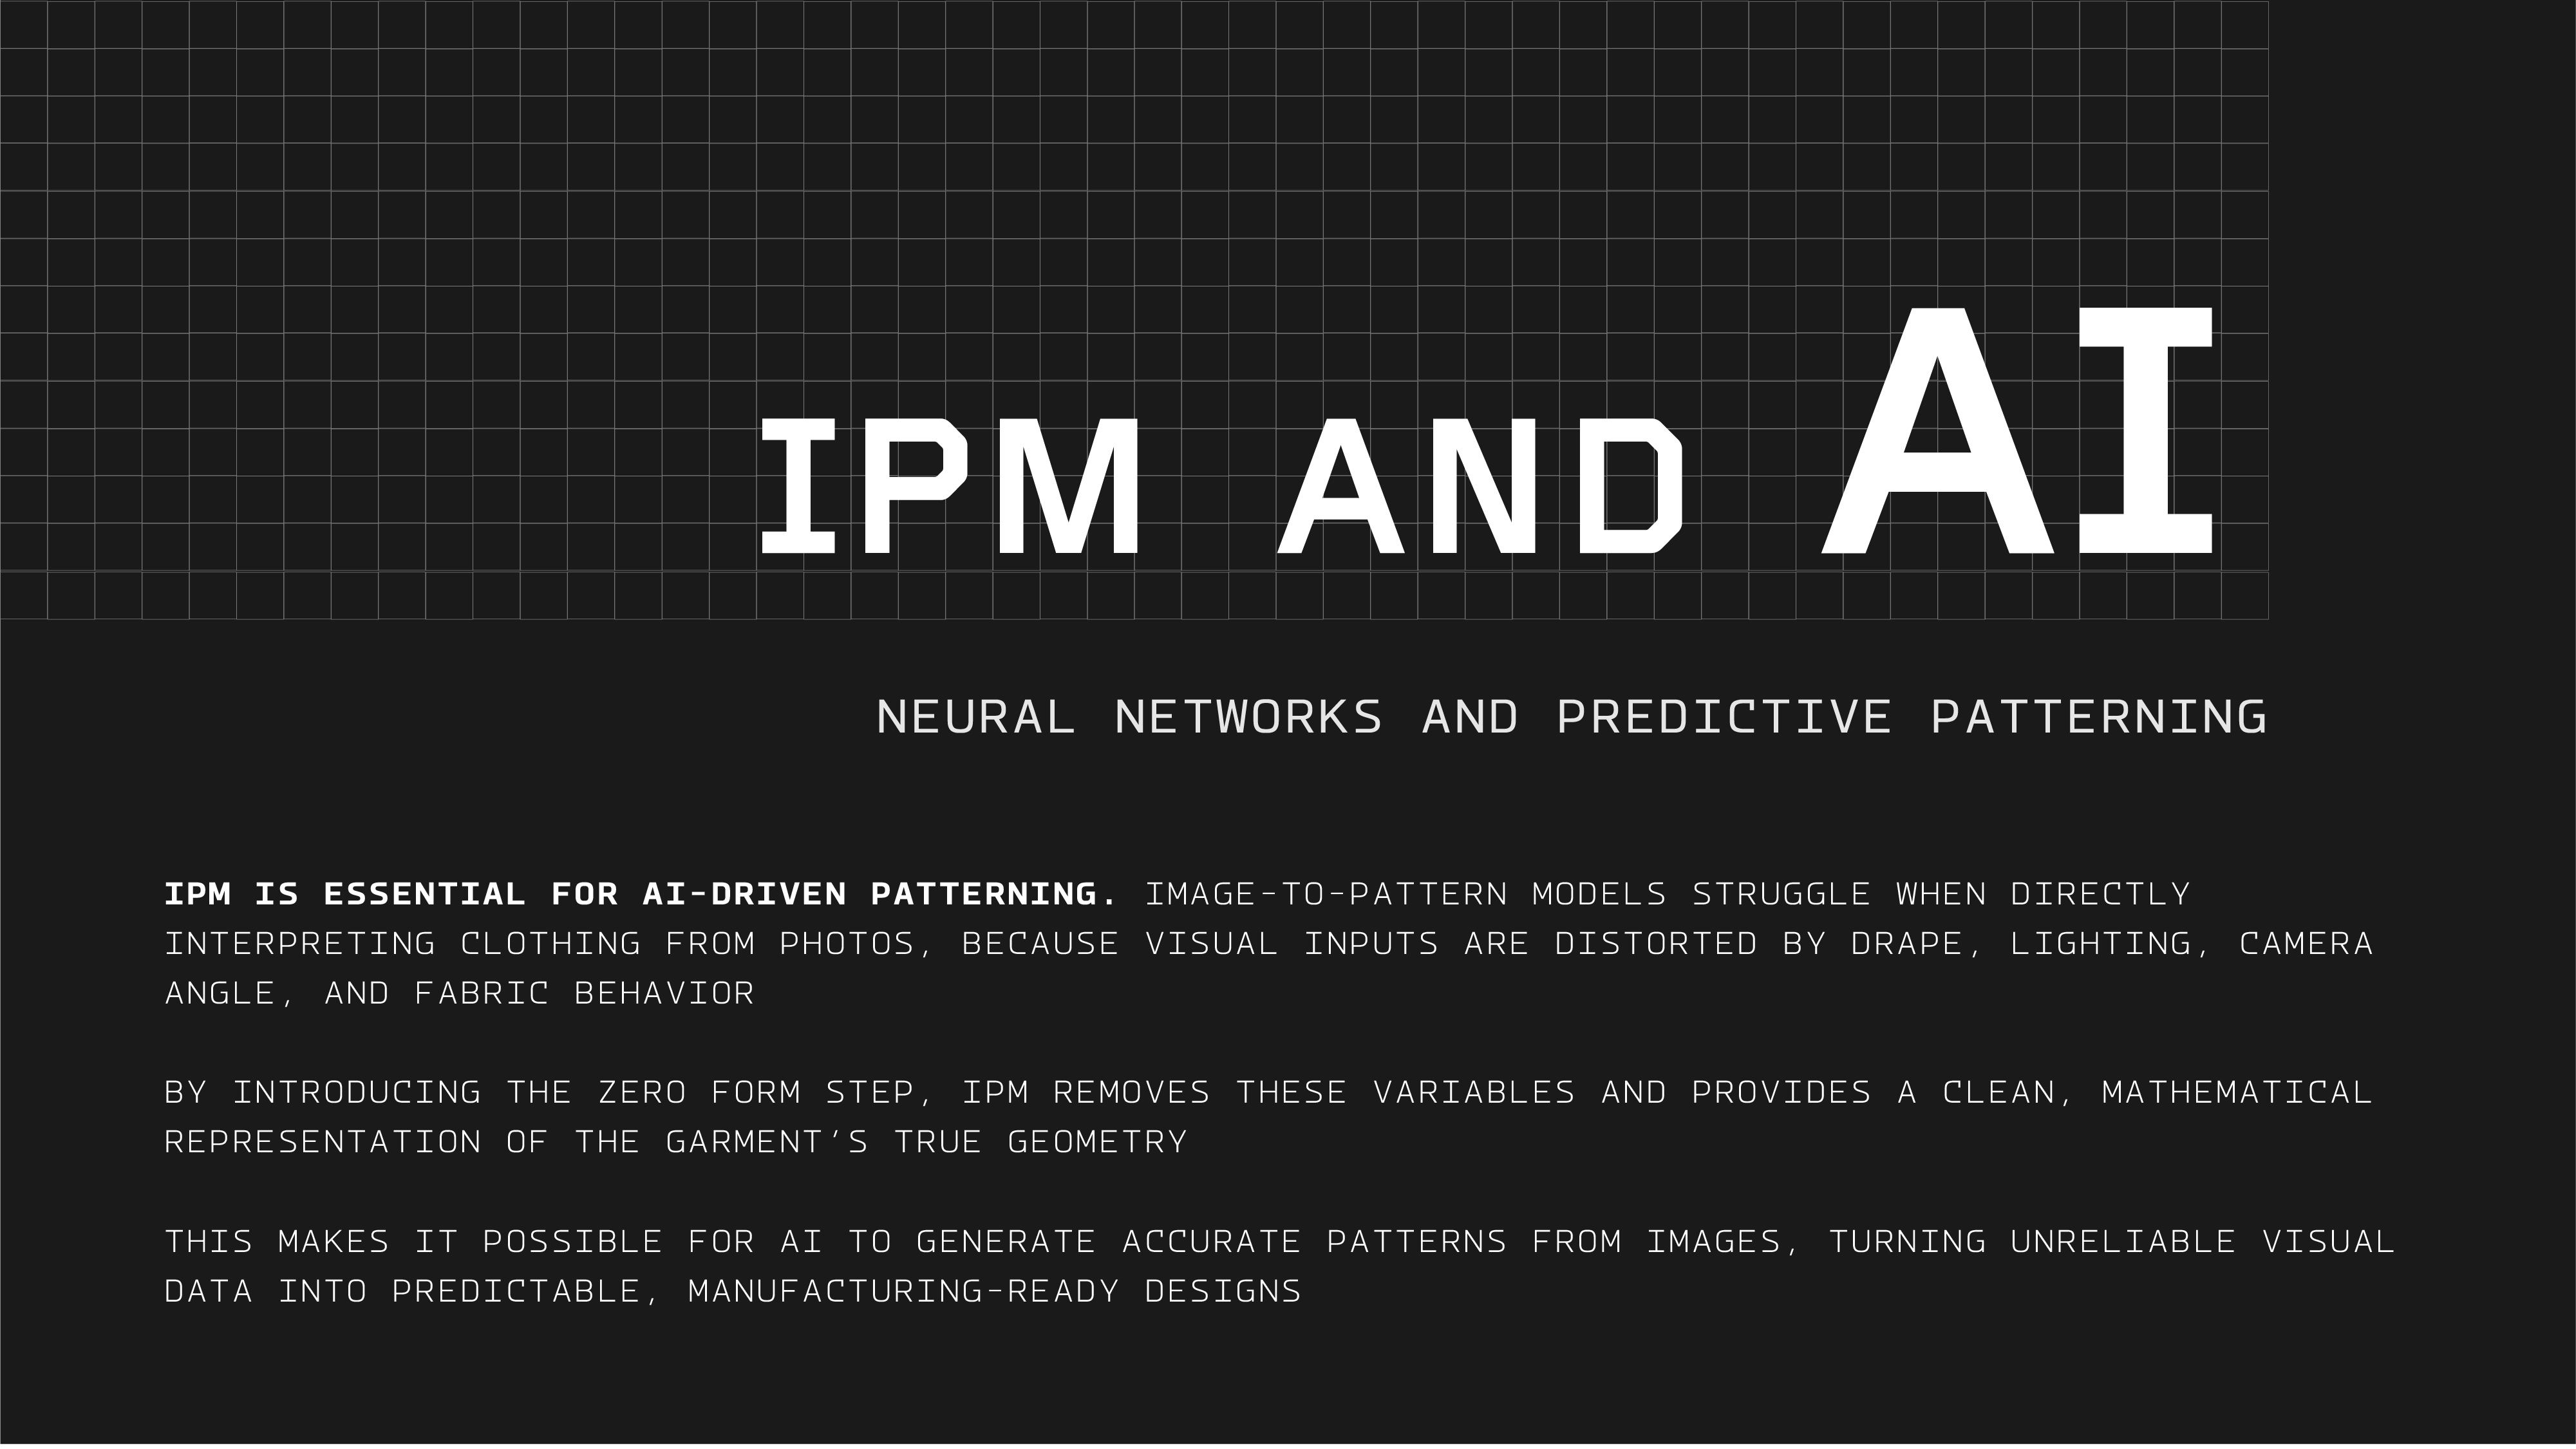 IPM AND AI
NEURAL NETWORKS AND PREDICTIVE PATTERNING
IPM IS ESSENTIAL FOR AI-DRIVEN PATTERNING. IMAGE-TO-PATTERN MODELS STRUGGLE WHEN DIRECTLY
INTERPRETING CLOTHING FROM PHOTOS, BECAUSE VISUAL INPUTS ARE DISTORTED BY DRAPE, LIGHTING, CAMERA
ANGLE, AND FABRIC BEHAVIOR
BY INTRODUCING THE ZERO FORM STEP, IPM REMOVES THESE VARIABLES AND PROVIDES A CLEAN, MATHEMATICAL
REPRESENTATION OF THE GARMENT’S TRUE GEOMETRY
THIS MAKES IT POSSIBLE FOR AI TO GENERATE ACCURATE PATTERNS FROM IMAGES, TURNING UNRELIABLE VISUAL
DATA INTO PREDICTABLE, MANUFACTURING-READY DESIGNS